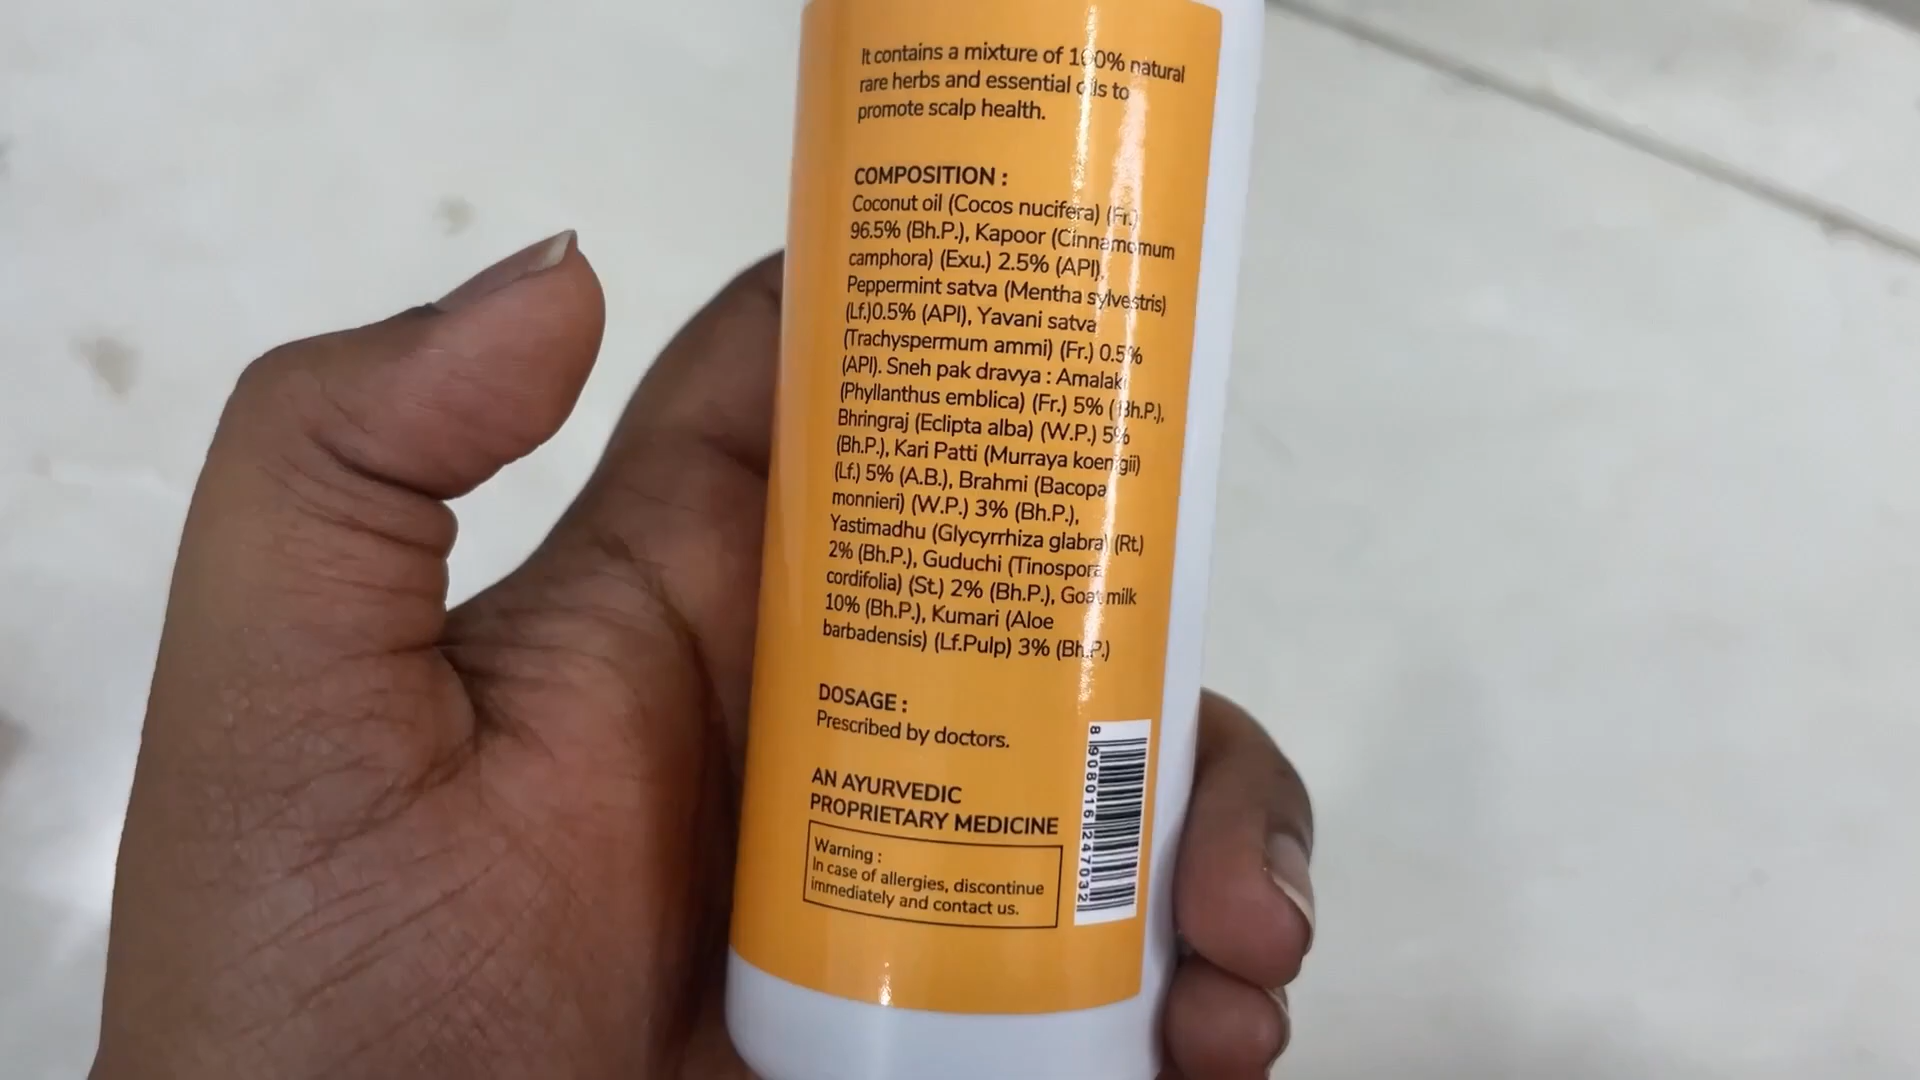 It contains a mixture of 100% natural
rare herbs and essential oils to
promote scalp health.
COMPOSITION :
Coconut oil (Cocos nucifera) (Fr.)
96.5% (Bh.P.), Kapoor (Cinnamomum
camphora) (Exu.) 2.5% (API),
Peppermint satva (Mentha sylvestris)
(Lf.)0.5% (API), Yavani satva
(Trachyspermum ammi) (Fr.) 0.5%
(API). Sneh pak dravya : Amalaki
(Phyllanthus emblica) (Fr.) 5% (Bh.P.),
Bhringraj (Eclipta alba) (W.P.) 5%
(Bh.P.), Kari Patti (Murraya koenigii)
(Lf.) 5% (A.B.), Brahmi (Bacopa
monnieri) (W.P.) 3% (Bh.P.),
Yastimadhu (Glycyrrhiza glabra) (Rt.)
2% (Bh.P.), Guduchi (Tinospora
cordifolia) (St.) 2% (Bh.P.), Goat milk
10% (Bh.P.), Kumari (Aloe
barbadensis) (Lf.Pulp) 3% (Bh.P.)
DOSAGE :
Prescribed by doctors.
AN AYURVEDIC
PROPRIETARY MEDICINE
Warning :
In case of allergies, discontinue
immediately and contact us.
8 908016 247032